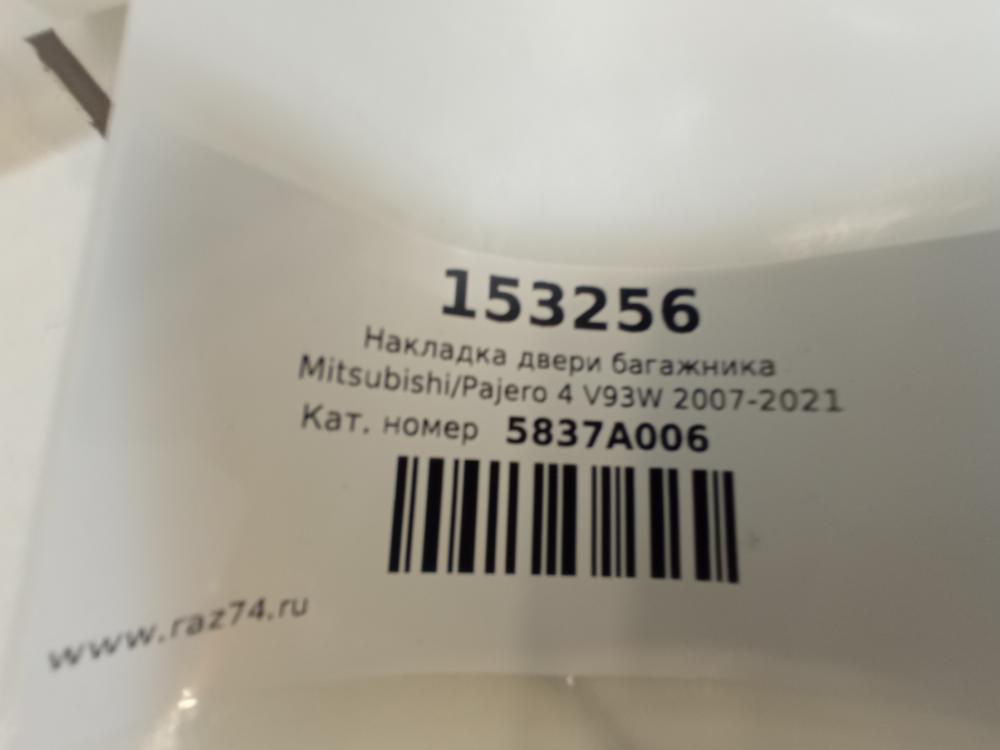 153256
Накладка двери багажника
Mitsubishi/Pajero 4 V93W 2007-2021
Кат. номер 5837A006
www.raz74.ru